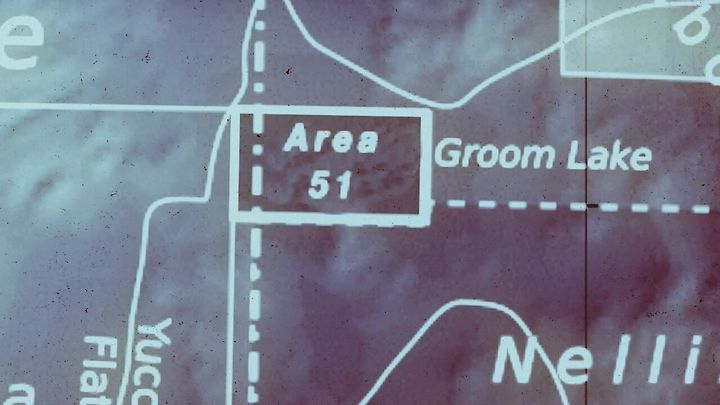 e
Area
51
Groom Lake
Yucc
Flat
Nelli